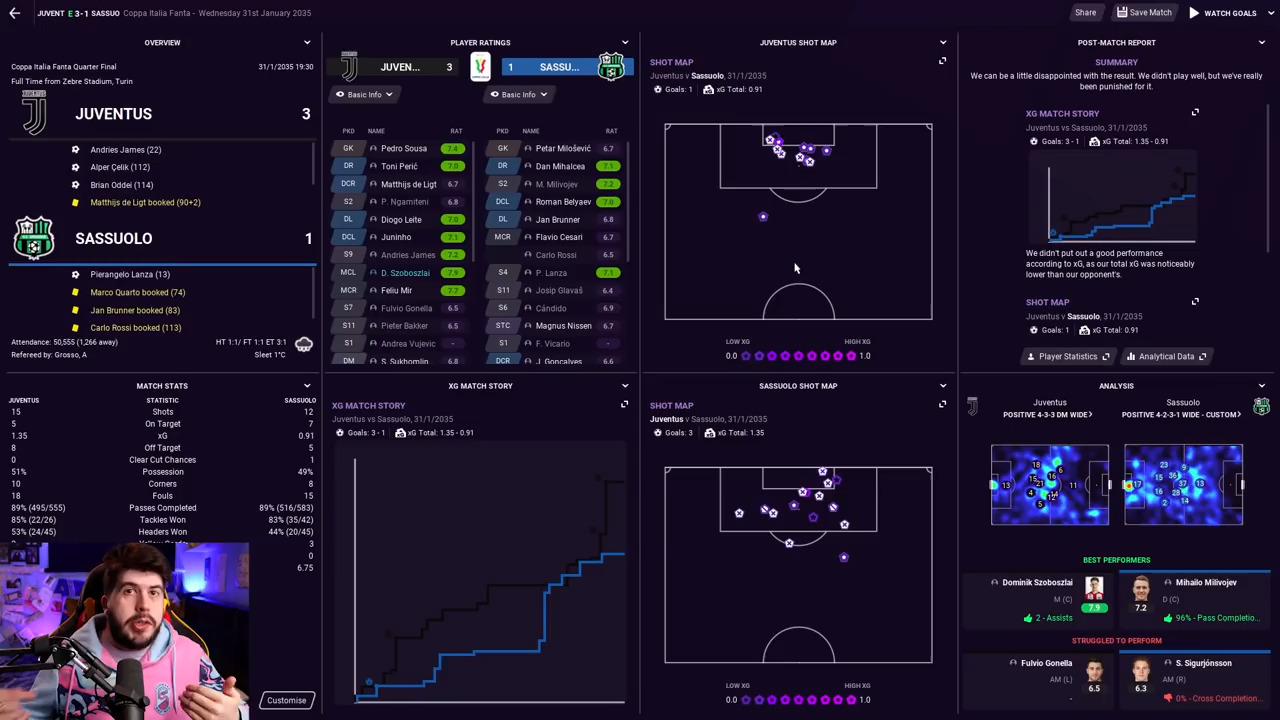 JUVENT E 3-1 SASSUO Coppa Italia Fanta - Wednesday 31st January 2035
Share
Save Match
WATCH GOALS
OVERVIEW
Coppa Italia Fanta Quarter Final
31/1/2035 19:30
Full Time from Zebre Stadium, Turin
JUVENTUS
3
Andries James (22)
Alper Çelik (112)
Brian Oddei (114)
Matthijs de Ligt booked (90+2)
SASSUOLO
1
Pierangelo Lanza (13)
Marco Quarto booked (74)
Jan Brunner booked (83)
Carlo Rossi booked (113)
Attendance: 50,555 (1,266 away)
HT 1:1/ FT 1:1 ET 3:1
Refereed by: Grosso, A
Sleet 1°C
PLAYER RATINGS
JUVEN... 3
1 SASSU...
Basic Info
Basic Info
PKD NAME RAT
PKD NAME RAT
GK Pedro Sousa 7.4
GK Petar Milošević 6.7
DR Toni Perić 7.0
DR Dan Mihalcea 7.1
DCR Matthijs de Ligt 6.7
S2 M. Milivojev 7.2
S2 P. Ngamiteni 6.8
DCL Roman Belyaev 7.0
DL Diogo Leite 7.0
DL Jan Brunner 6.8
DCL Juninho 7.1
MCR Flavio Cesari 6.7
S9 Andries James 7.2
Carlo Rossi 6.5
MCL D. Szoboszlai 7.9
S4 P. Lanza 7.1
MCR Feliu Mir 7.7
S11 Josip Glavaš 6.4
S7 Fulvio Gonella 6.5
S6 Cándido 6.9
S11 Pieter Bakker 6.5
STC Magnus Nissen 6.7
S1 Andrea Vujevic -
S1 F. Vicario -
DM S. Sukhomlin 6.8
DCR J. Gonçalves 6.6
JUVENTUS SHOT MAP
SHOT MAP
Juventus v Sassuolo, 31/1/2035
Goals: 1 xG Total: 0.91
LOW XG
HIGH XG
0.0
1.0
POST-MATCH REPORT
SUMMARY
We can be a little disappointed with the result. We didn't play well, but we've really
been punished for it.
XG MATCH STORY
Juventus vs Sassuolo, 31/1/2035
Goals: 3 - 1 xG Total: 1.35 - 0.91
We didn't put out a good performance
according to xG, as our total xG was noticeably
lower than our opponent's.
SHOT MAP
Juventus v Sassuolo, 31/1/2035
Goals: 1 xG Total: 0.91
Player Statistics
Analytical Data
MATCH STATS
JUVENTUS STATISTIC SASSUOLO
15 Shots 12
5 On Target 7
1.35 xG 0.91
8 Off Target 5
0 Clear Cut Chances 1
51% Possession 49%
10 Corners 8
18 Fouls 15
89% (495/555) Passes Completed 89% (516/583)
85% (22/26) Tackles Won 83% (35/42)
53% (24/45) Headers Won 44% (20/45)
3
0
6.75
Customise
XG MATCH STORY
XG MATCH STORY
Juventus vs Sassuolo, 31/1/2035
Goals: 3 - 1 xG Total: 1.35 - 0.91
SASSUOLO SHOT MAP
SHOT MAP
Juventus v Sassuolo, 31/1/2035
Goals: 3 xG Total: 1.35
LOW XG
HIGH XG
0.0
1.0
ANALYSIS
Juventus
POSITIVE 4-3-3 DM WIDE
Sassuolo
POSITIVE 4-2-3-1 WIDE - CUSTOM
BEST PERFORMERS
Dominik Szoboszlai
M (C)
7.9
2 - Assists
Mihailo Milivojev
D (C)
7.2
96% - Pass Completio...
STRUGGLED TO PERFORM
Fulvio Gonella
AM (L)
6.5
-
S. Sigurjónsson
AM (R)
6.3
0% - Cross Completion...